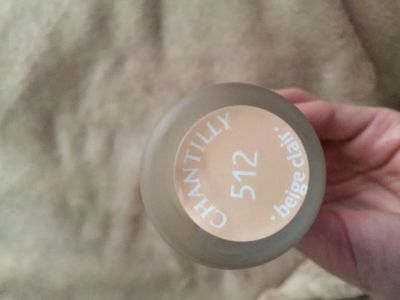 CHANTILLY
512
• beige clair •